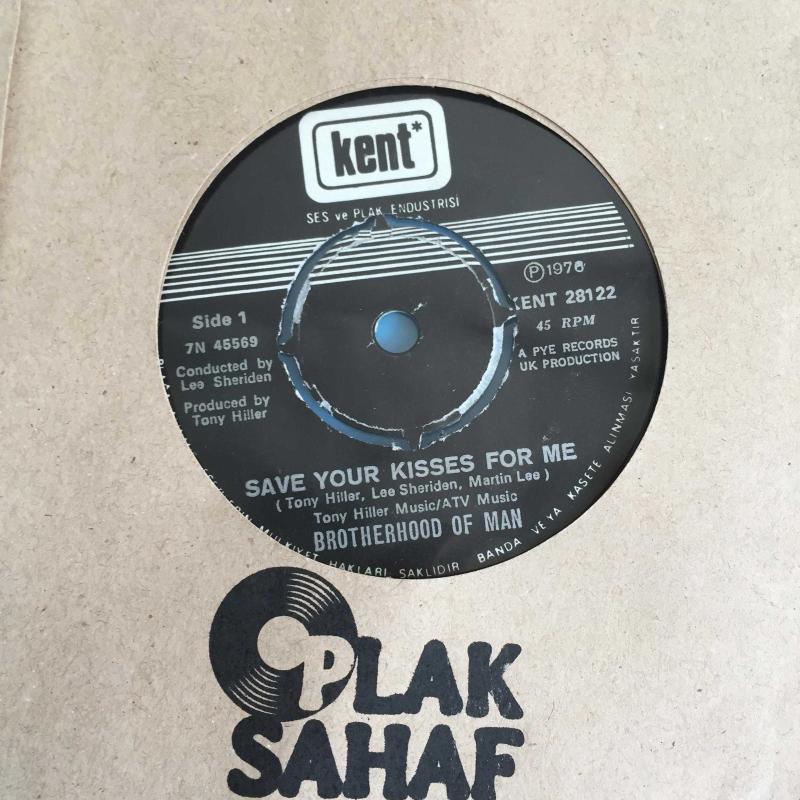 kent*
SES ve PLAK ENDUSTRISİ
Side 1
7N 45569
Conducted by
Lee Sheriden
Produced by
Tony Hiller
Ⓟ1976
KENT 28122
45 RPM
A PYE RECORDS
UK PRODUCTION
SAVE YOUR KISSES FOR ME
(Tony Hiller, Lee Sheriden, Martin Lee)
Tony Hiller Music/ATV Music
BROTHERHOOD OF MAN
MULKIYET HAKLARI SAKLIDIR BANDA VEYA KASETE ALINMASI YASAKTIR
PLAK
SAHAF